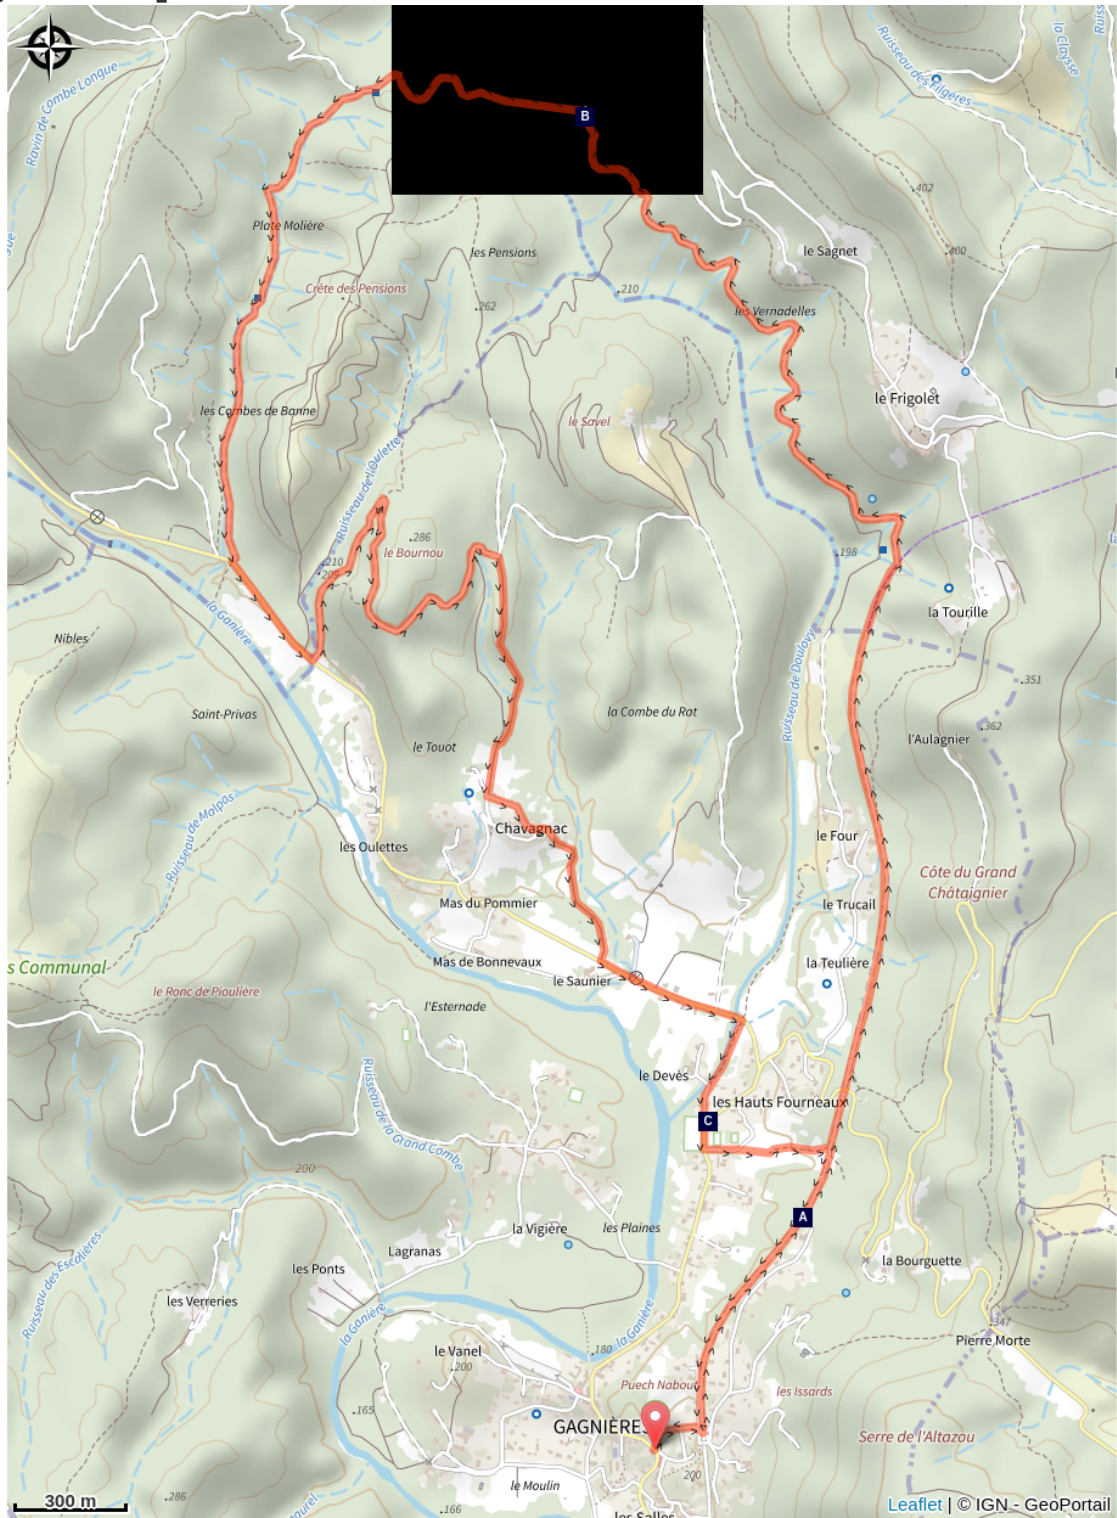 Ravin de Combe Longue
Ruisseau des Filgères
la Cloysse
Ruiss
B
.402
.400
Plate Molière
les Pensions
le Sagnet
Crête des Pensions
.210
.262
les Vernadelles
les Combes de Banne
le Savel
le Frigolet
Ruisseau de l'Oulette
.286
le Bournou
.210
.205
.198
la Tourille
la Ganière
Nibles
Ruisseau de Doulovy
.351
Saint-Privas
la Combe du Rat
.362
le Touot
l'Aulagnier
Ruisseau de Malpas
Chavagnac
les Oulettes
le Four
Côte du Grand
Châtaignier
Mas du Pommier
le Trucail
s Communal
Mas de Bonnevaux
la Teulière
le Saunier
le Ronc de Pioulière
l'Esternade
le Devès
les Hauts Fourneaux
Ruisseau de la Grand Combe
C
200
A
la Vigière
les Plaines
Lagranas
la Bourguette
les Ponts
Ruisseau des Escolières
les Verreries
la Ganière
la Ganière
.347
Pierre Morte
le Vanel
.200
.180
Puech Nabout
les Issards
.165
GAGNIÈRES
Serre de l'Altazou
200
le Moulin
.286
300 m
.166
Leaflet | © IGN - GeoPortail
les Salles